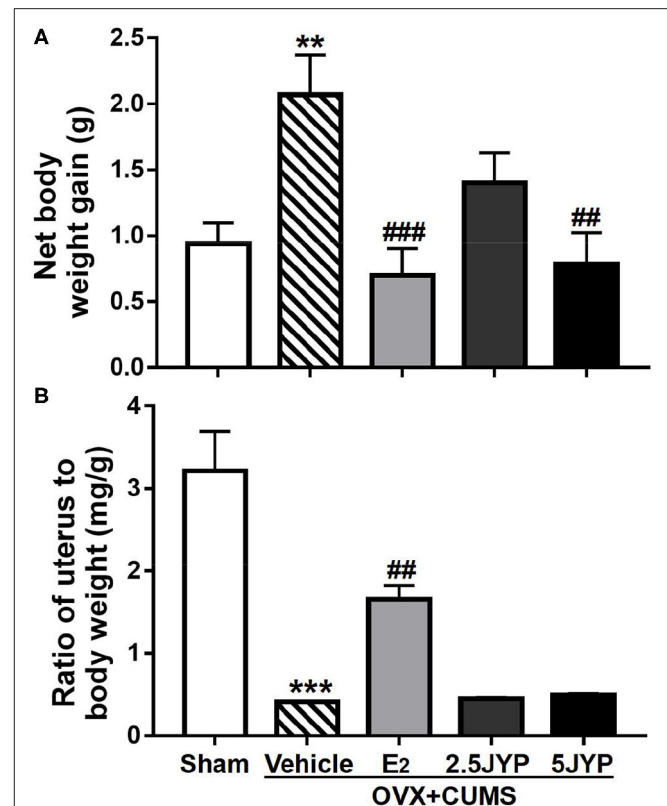 A
Net body
weight gain (g)
2.5
2.0
1.5
1.0
0.5
0.0
**
###
##
B
Ratio of uterus to
body weight (mg/g)
4
3
2
1
0
***
##
Sham Vehicle E2 2.5JYP 5JYP
OVX+CUMS